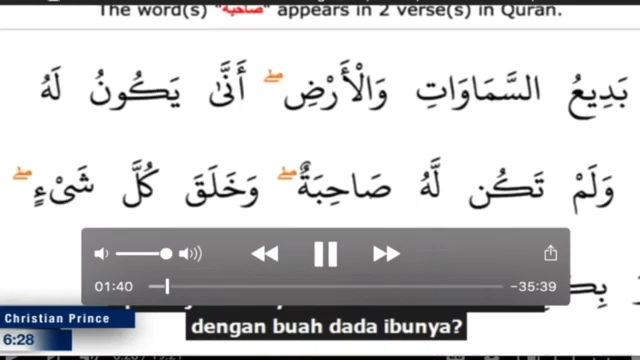 The word(s) "صاحبة" appears in 2 verse(s) in Quran.
بَدِيعُ السَّمَاوَاتِ وَالْأَرْضِ ۖ أَنَّىٰ يَكُونُ لَهُ
وَلَمْ تَكُن لَّهُ صَاحِبَةٌ ۖ وَخَلَقَ كُلَّ شَيْءٍ ۖ
01:40 -35:39
Christian Prince
6:28
dengan buah dada ibunya?